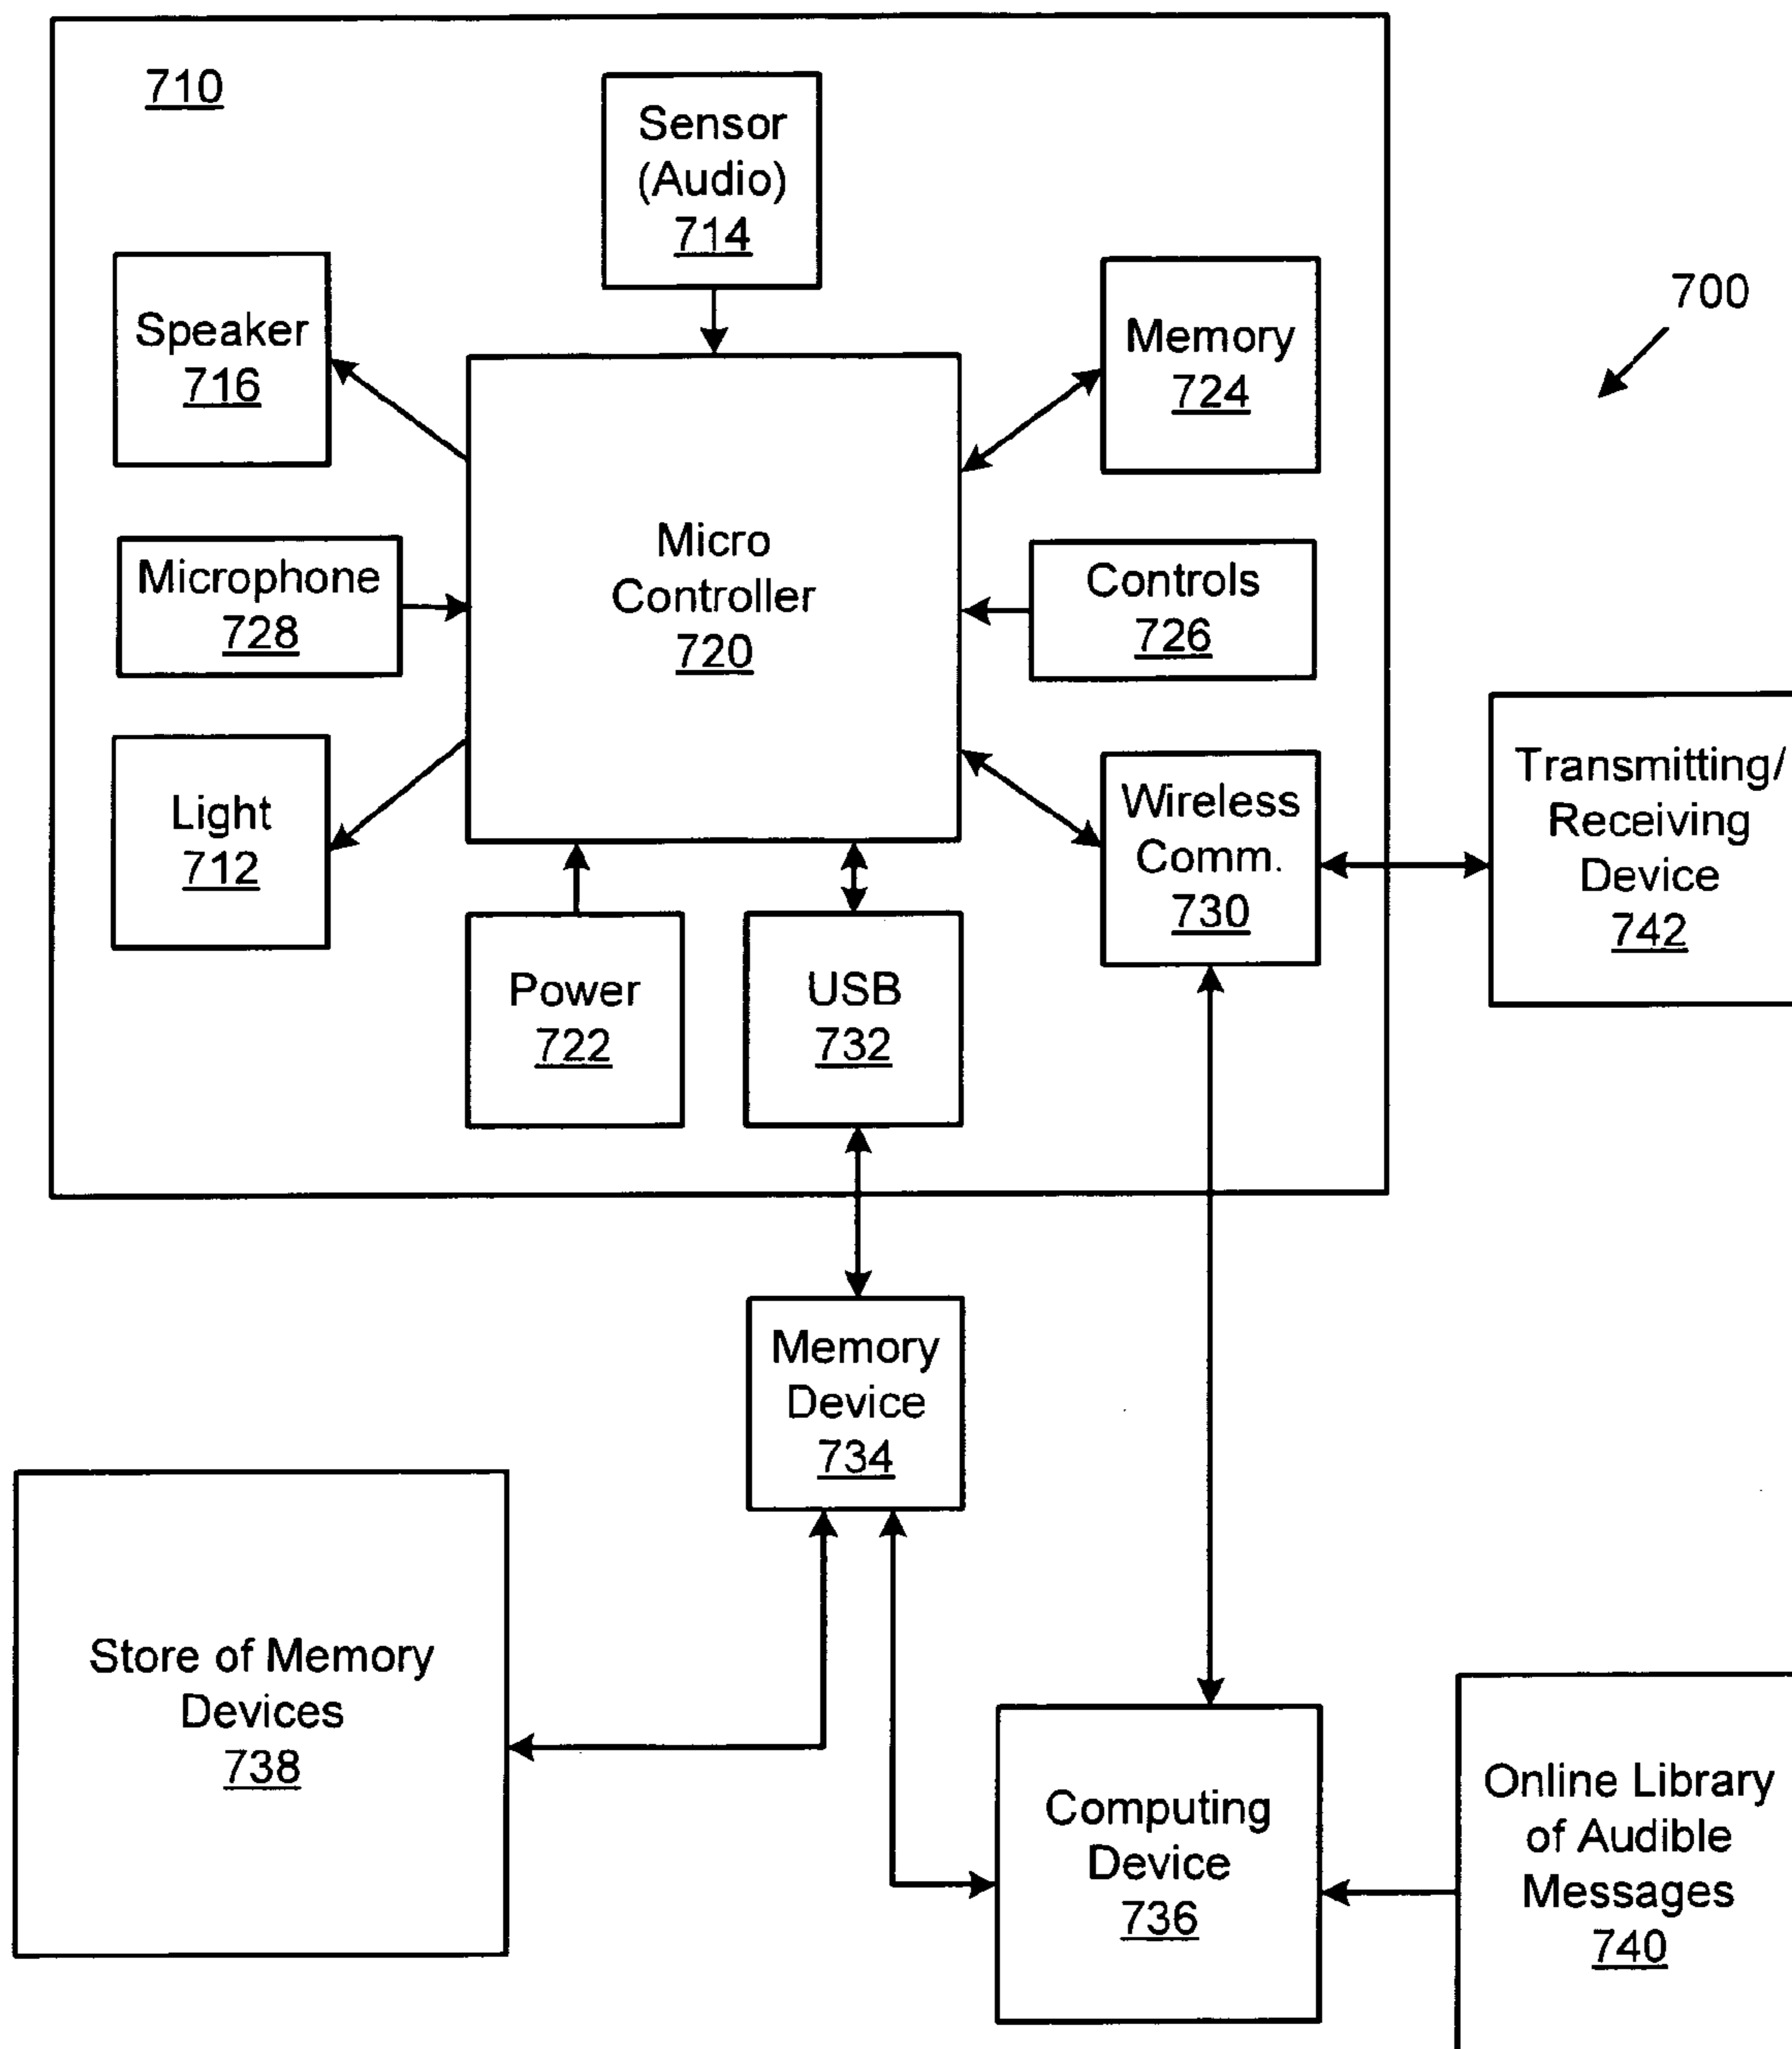 710
Sensor
(Audio)
714
Speaker
716
Memory
724
700
Micro
Controller
720
Microphone
728
Controls
726
Light
712
Wireless
Comm.
730
Transmitting/
Receiving
Device
742
Power
722
USB
732
Memory
Device
734
Store of Memory
Devices
738
Computing
Device
736
Online Library
of Audible
Messages
740